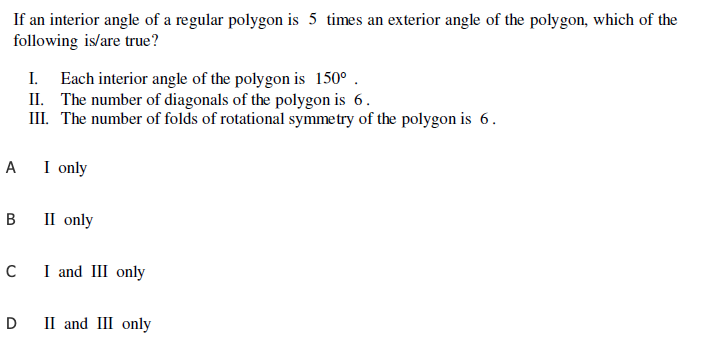 If an interior angle of a regular polygon is 5 times an exterior angle of the polygon, which of the
following is/are true?
I. Each interior angle of the polygon is 150° .
II. The number of diagonals of the polygon is 6 .
III. The number of folds of rotational symmetry of the polygon is 6 .
A I only
B II only
C I and III only
D II and III only